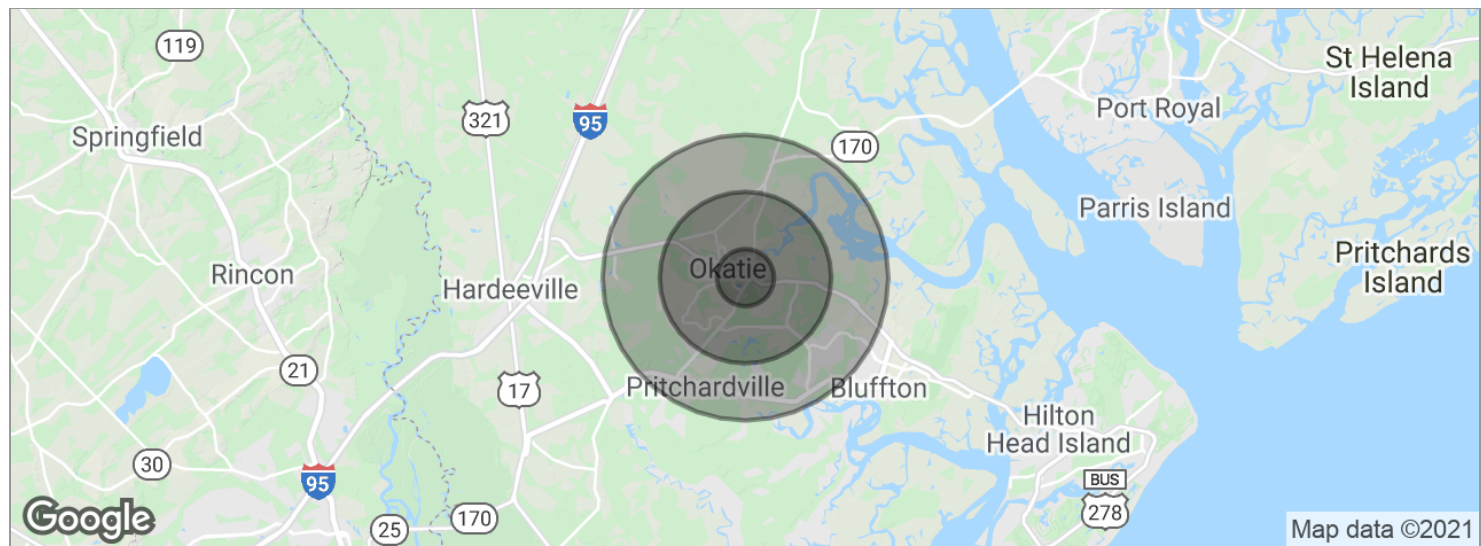 119
Springfield
321
95
170
St Helena
Island
Port Royal
Parris Island
Pritchards
Island
Okatie
Rincon
Hardeeville
21
17
Pritchardville
Bluffton
Hilton
Head Island
30
95
BUS
278
25
170
Google
Map data ©2021